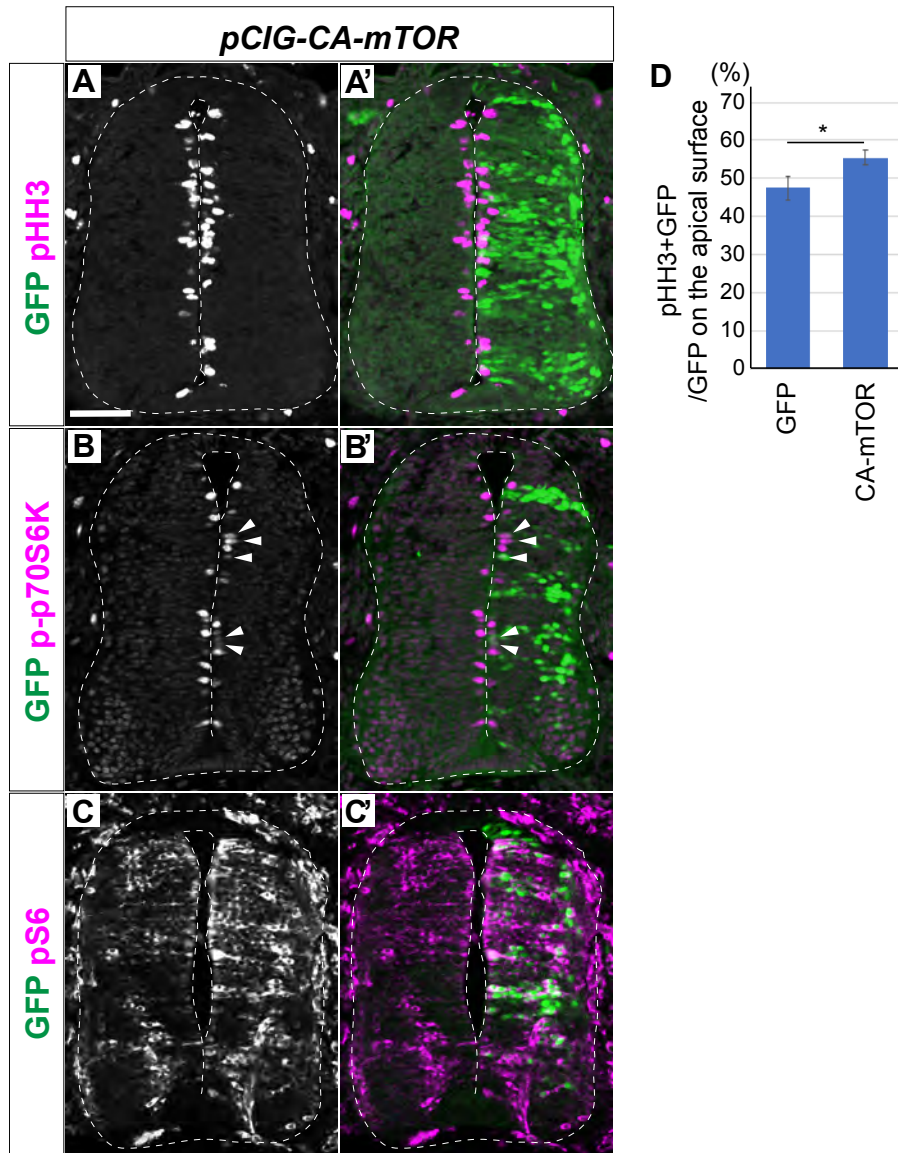 pCIG-CA-mTOR
GFP pHH3
A
A'
GFP p-p70S6K
B
B'
GFP pS6
C
C'
D
(%)
pHH3+GFP
/GFP on the apical surface
70
60
50
40
30
20
10
0
*
GFP
CA-mTOR